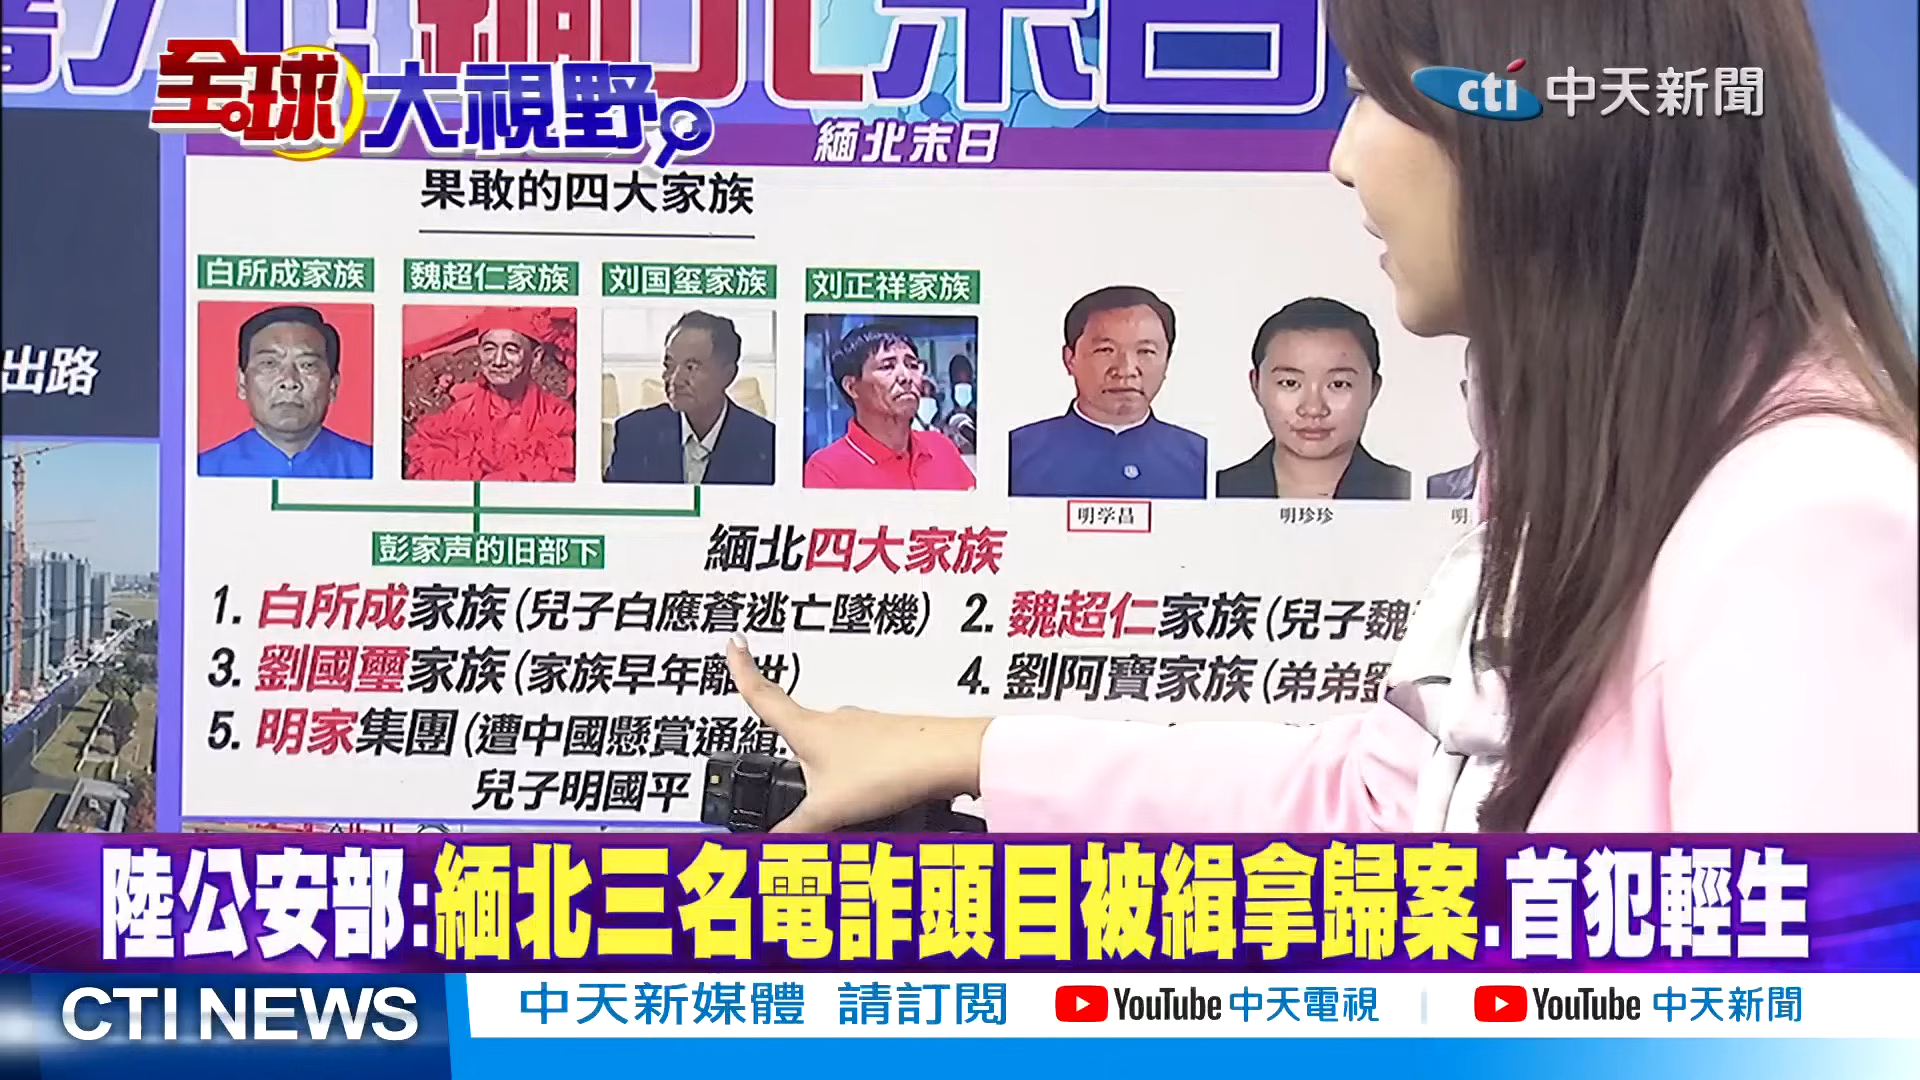 全球大視野
cti 中天新聞
緬北末日
果敢的四大家族
白所成家族 魏超仁家族 刘国玺家族 刘正祥家族
出路
明学昌 明珍珍 明
彭家声的旧部下
緬北四大家族
1. 白所成家族(兒子白應蒼逃亡墜機) 2. 魏超仁家族(兒子魏
3. 劉國璽家族(家族早年離世) 4. 劉阿寶家族(弟弟劉
5. 明家集團(遭中國懸賞通緝.
兒子明國平
陸公安部:緬北三名電詐頭目被緝拿歸案.首犯輕生
CTI NEWS 中天新媒體 請訂閱 YouTube 中天電視 YouTube 中天新聞